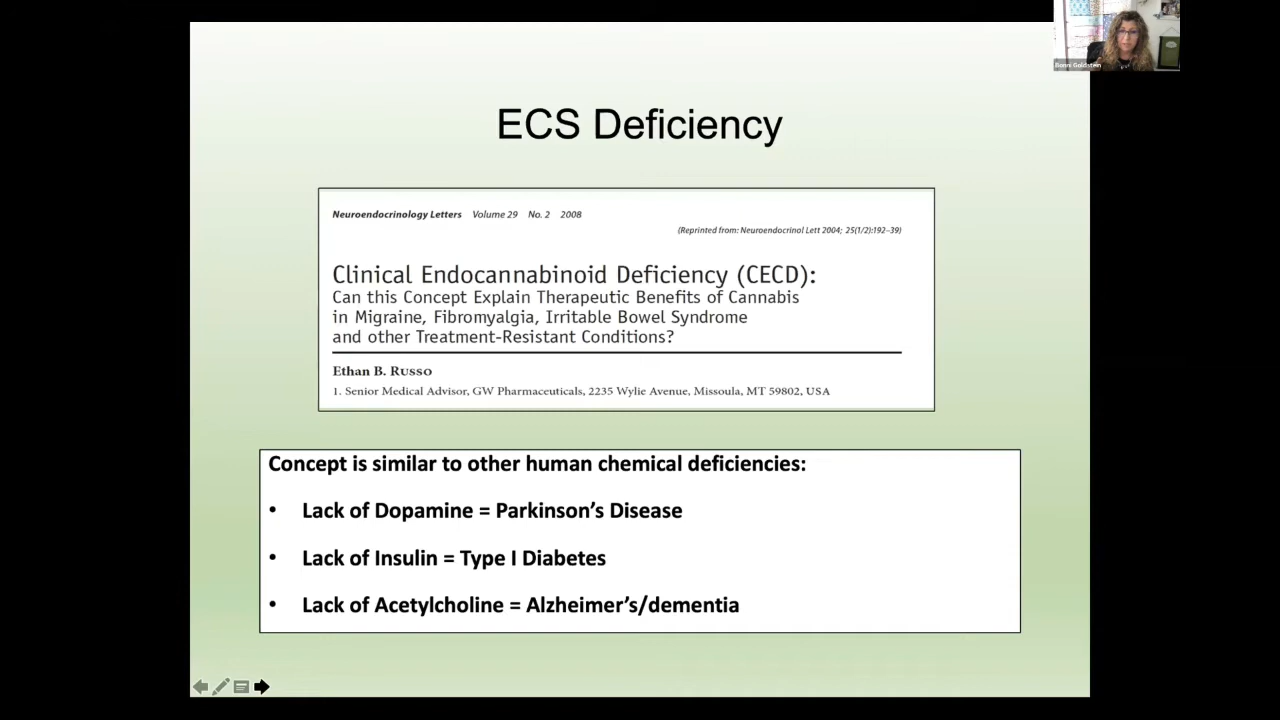 Bonni Goldstein
ECS Deficiency
Neuroendocrinology Letters Volume 29 No. 2 2008
(Reprinted from: Neuroendocrinol Lett 2004; 25(1/2):192–39)
Clinical Endocannabinoid Deficiency (CECD):
Can this Concept Explain Therapeutic Benefits of Cannabis
in Migraine, Fibromyalgia, Irritable Bowel Syndrome
and other Treatment-Resistant Conditions?
Ethan B. Russo
1. Senior Medical Advisor, GW Pharmaceuticals, 2235 Wylie Avenue, Missoula, MT 59802, USA
Concept is similar to other human chemical deficiencies:
• Lack of Dopamine = Parkinson’s Disease
• Lack of Insulin = Type I Diabetes
• Lack of Acetylcholine = Alzheimer’s/dementia